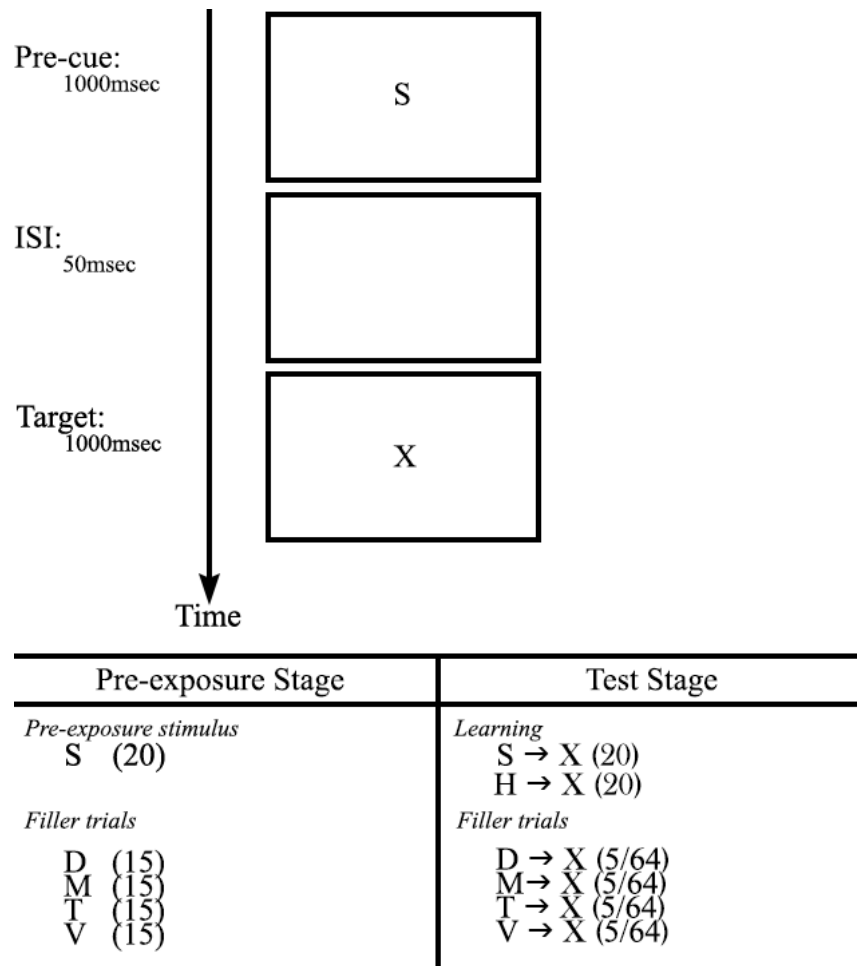 Pre-cue:
1000msec
S
ISI:
50msec
Target:
1000msec
X
Time
Pre-exposure Stage
Test Stage
Pre-exposure stimulus
S (20)
Learning
S → X (20)
H → X (20)
Filler trials
D (15)
M (15)
T (15)
V (15)
Filler trials
D → X (5/64)
M → X (5/64)
T → X (5/64)
V → X (5/64)